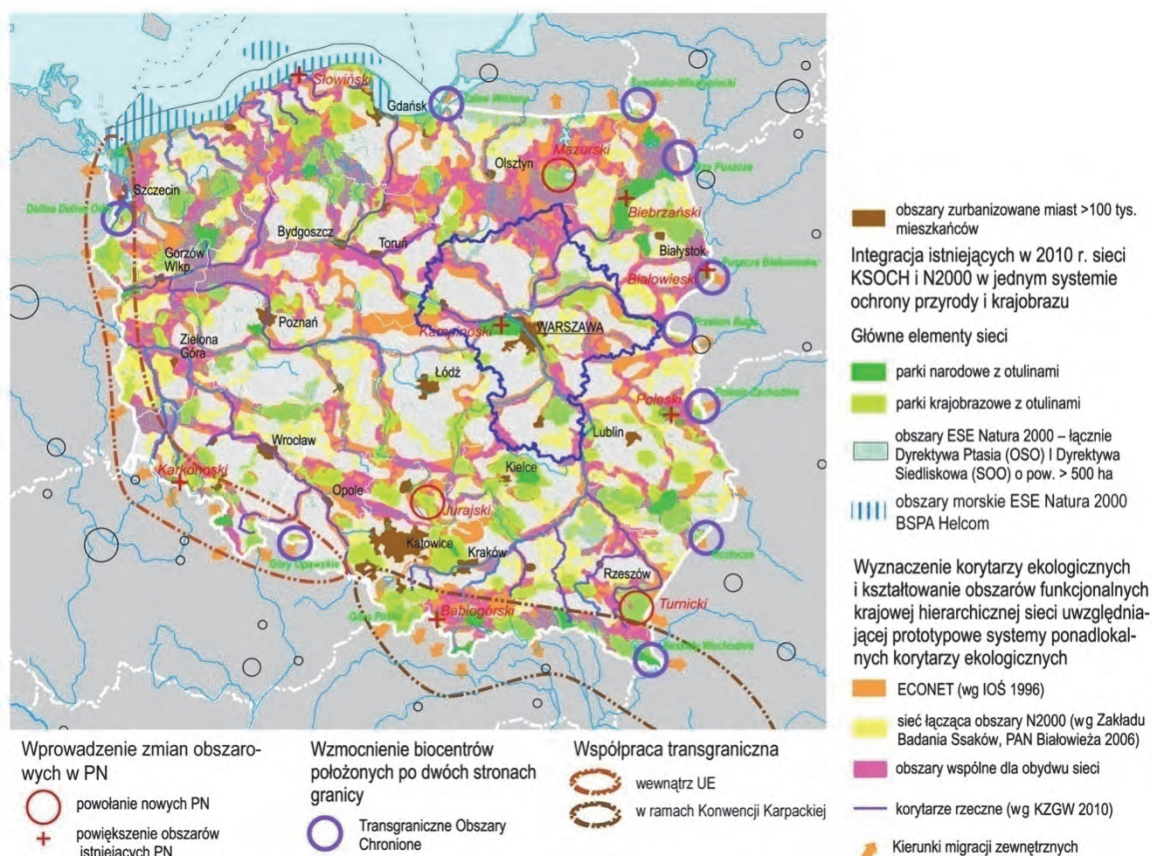 Słowiński
Gdańsk
Zalew Wiślany
Mazurski
Olsztyn
Szczecin
Biebrzański
Bydgoszcz
Toruń
Białystok
Gorzów
Wlkp.
Białowieski
Puszcza Białowieska
Poznań
Kampinoski
WARSZAWA
Zielona
Góra
Łódź
Poleski
Wrocław
Lublin
Karkonoski
Kielce
Opole
Jurajski
Katowice
Kraków
Góry Opawskie
Roztocze
Rzeszów
Turnicki
Babiogórski
obszary zurbanizowane miast >100 tys.
mieszkańców
Integracja istniejących w 2010 r. sieci
KSOCH i N2000 w jednym systemie
ochrony przyrody i krajobrazu
Główne elementy sieci
parki narodowe z otulinami
parki krajobrazowe z otulinami
obszary ESE Natura 2000 – łącznie
Dyrektywa Ptasia (OSO) I Dyrektywa
Siedliskowa (SOO) o pow. > 500 ha
obszary morskie ESE Natura 2000
BSPA Helcom
Wyznaczenie korytarzy ekologicznych
i kształtowanie obszarów funkcjonalnych
krajowej hierarchicznej sieci uwzględnia-
jącej prototypowe systemy ponadlokal-
nych korytarzy ekologicznych
ECONET (wg IOŚ 1996)
sieć łącząca obszary N2000 (wg Zakładu
Badania Ssaków, PAN Białowieża 2006)
obszary wspólne dla obydwu sieci
korytarze rzeczne (wg KZGW 2010)
Kierunki migracji zewnętrznych
Wprowadzenie zmian obszaro-
wych w PN
powołanie nowych PN
powiększenie obszarów
istniejących PN
Wzmocnienie biocentrów
położonych po dwóch stronach
granicy
Transgraniczne Obszary
Chronione
Współpraca transgraniczna
wewnątrz UE
w ramach Konwencji Karpackiej